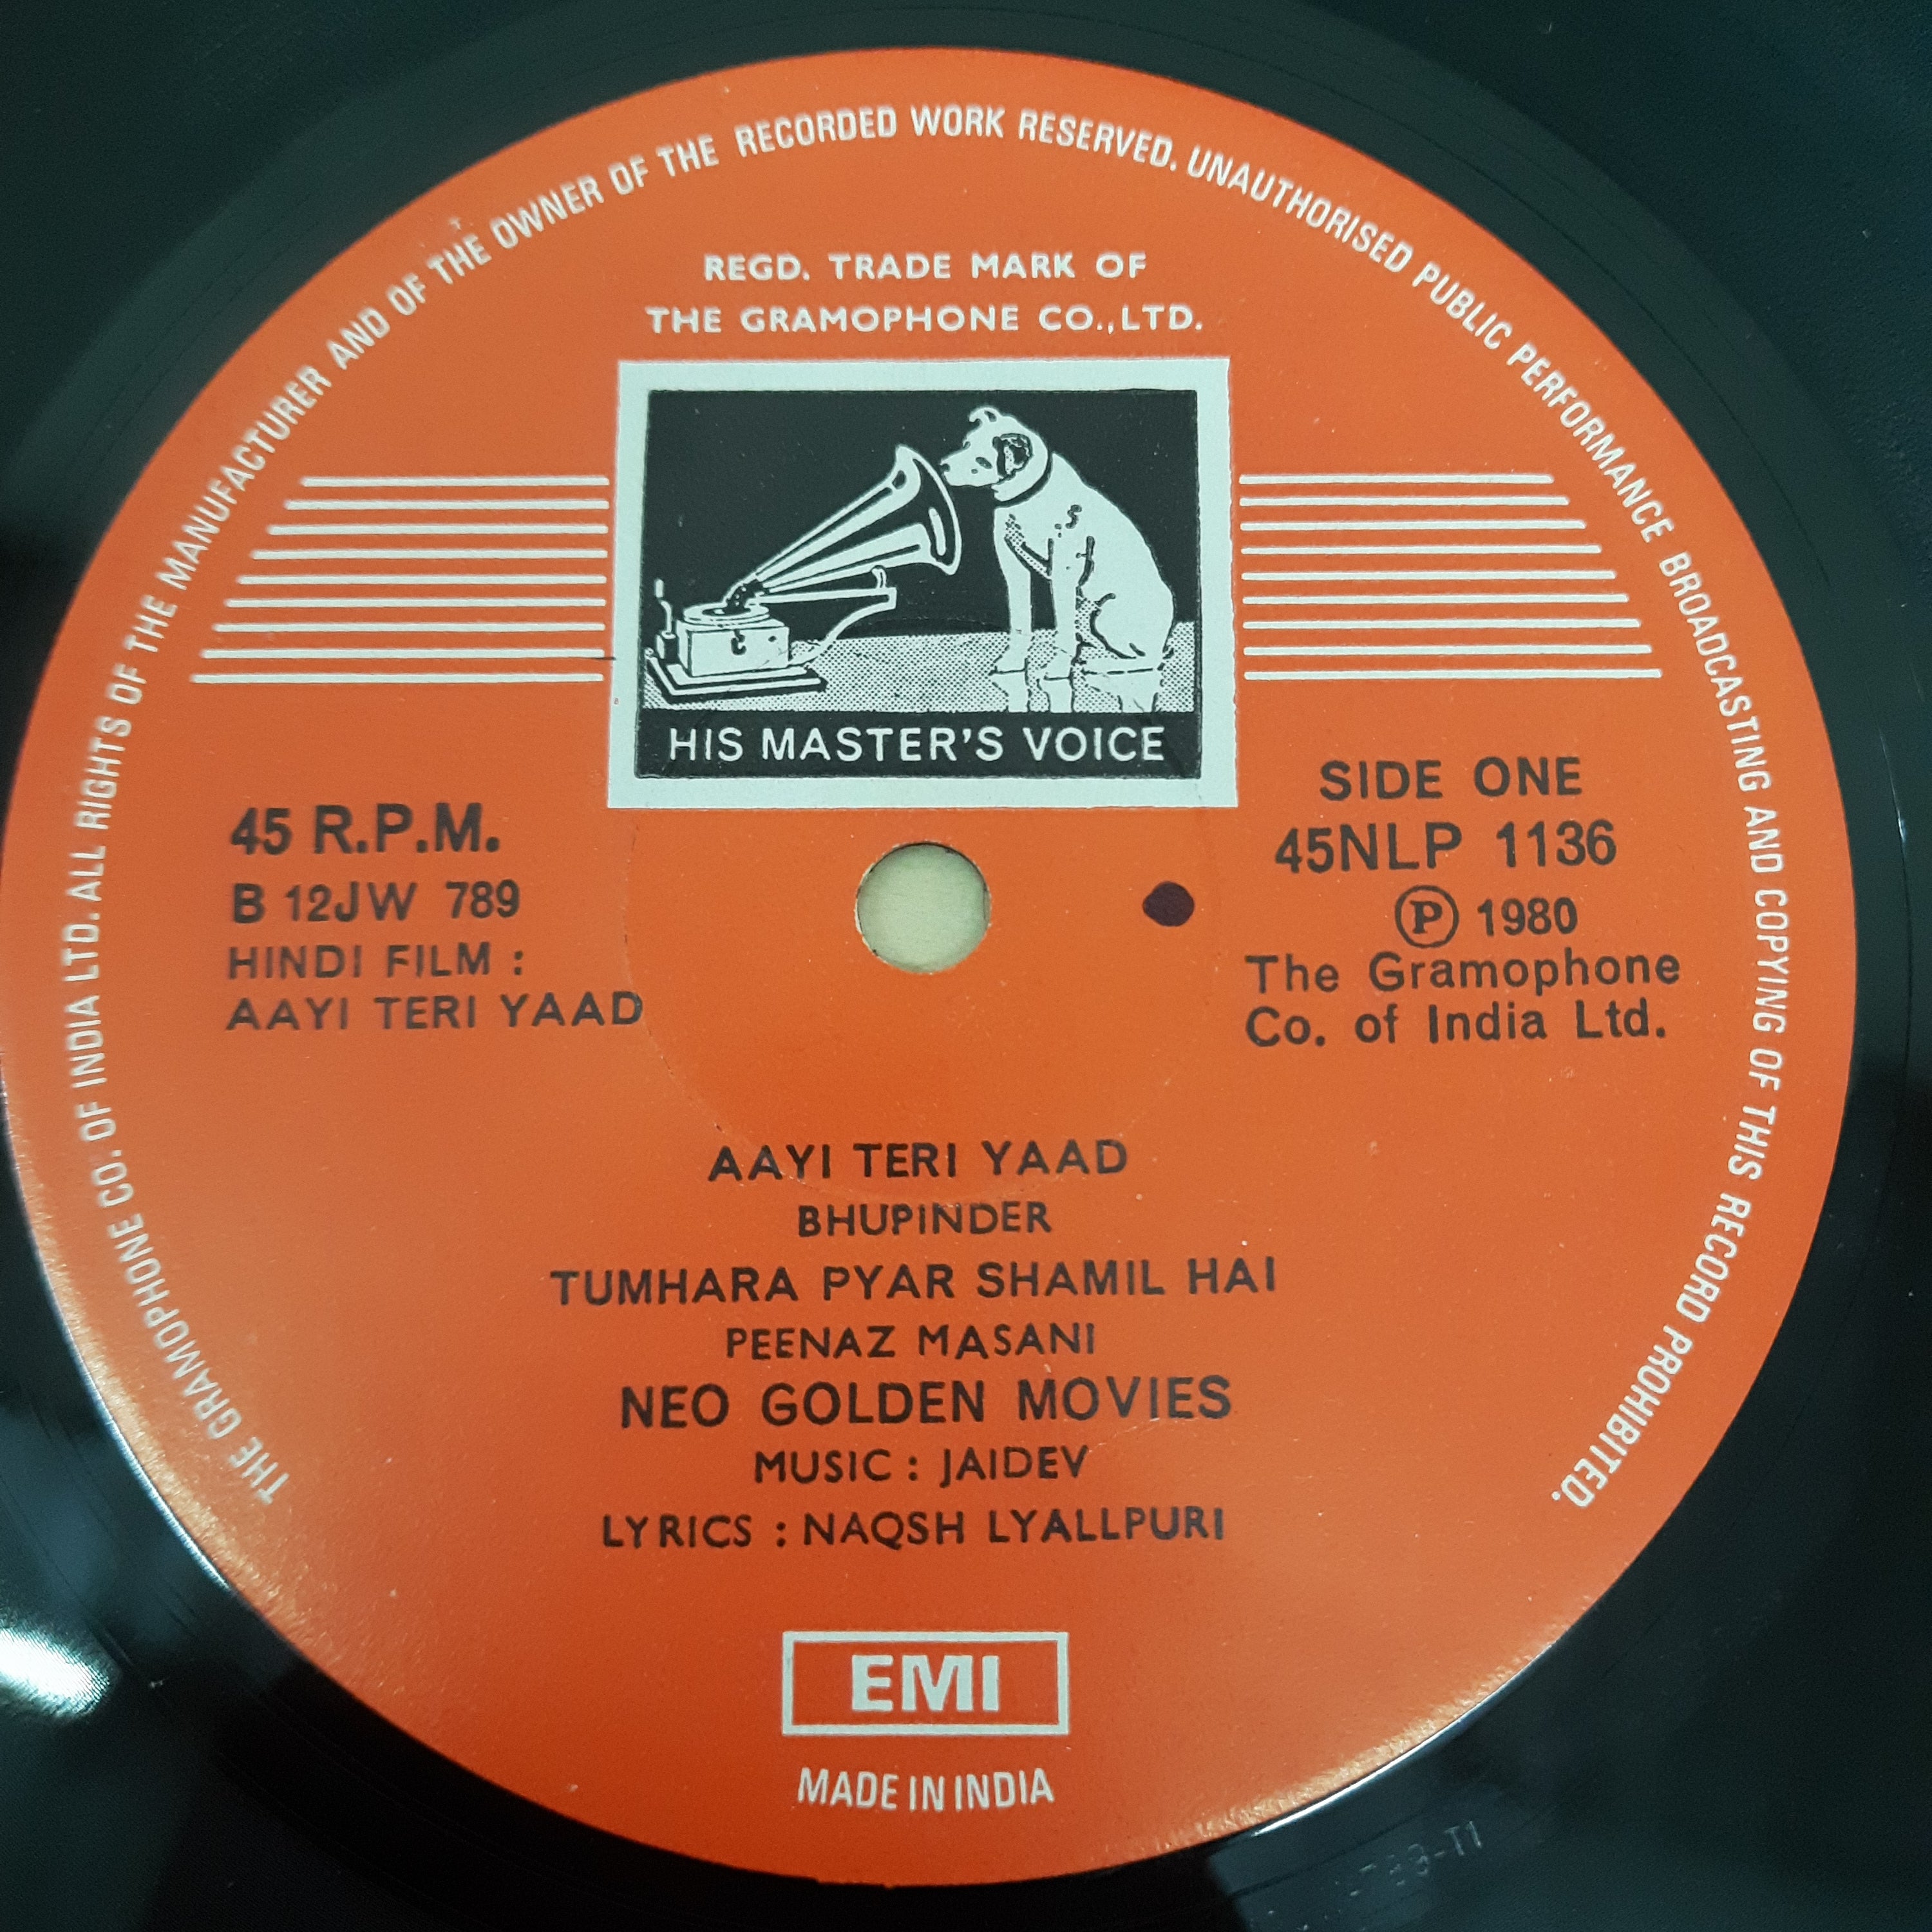 THE GRAMOPHONE CO. OF INDIA LTD. ALL RIGHTS OF THE MANUFACTURER AND OF THE OWNER OF THE RECORDED WORK RESERVED. UNAUTHORISED PUBLIC PERFORMANCE BROADCASTING AND COPYING OF THIS RECORD PROHIBITED.
REGD. TRADE MARK OF
THE GRAMOPHONE CO.,LTD.
HIS MASTER'S VOICE
45 R.P.M.
B 12JW 789
HINDI FILM :
AAYI TERI YAAD
SIDE ONE
45NLP 1136
Ⓟ 1980
The Gramophone
Co. of India Ltd.
AAYI TERI YAAD
BHUPINDER
TUMHARA PYAR SHAMIL HAI
PEENAZ MASANI
NEO GOLDEN MOVIES
MUSIC : JAIDEV
LYRICS : NAQSH LYALLPURI
EMI
MADE IN INDIA